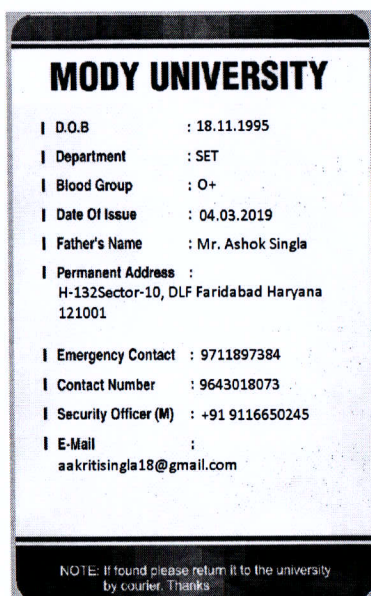 MODY UNIVERSITY
D.O.B : 18.11.1995
Department : SET
Blood Group : O+
Date Of Issue : 04.03.2019
Father's Name : Mr. Ashok Singla
Permanent Address :
H-132Sector-10, DLF Faridabad Haryana
121001
Emergency Contact : 9711897384
Contact Number : 9643018073
Security Officer (M) : +91 9116650245
E-Mail :
aakritisingla18@gmail.com
NOTE: If found please return it to the university
by courier. Thanks